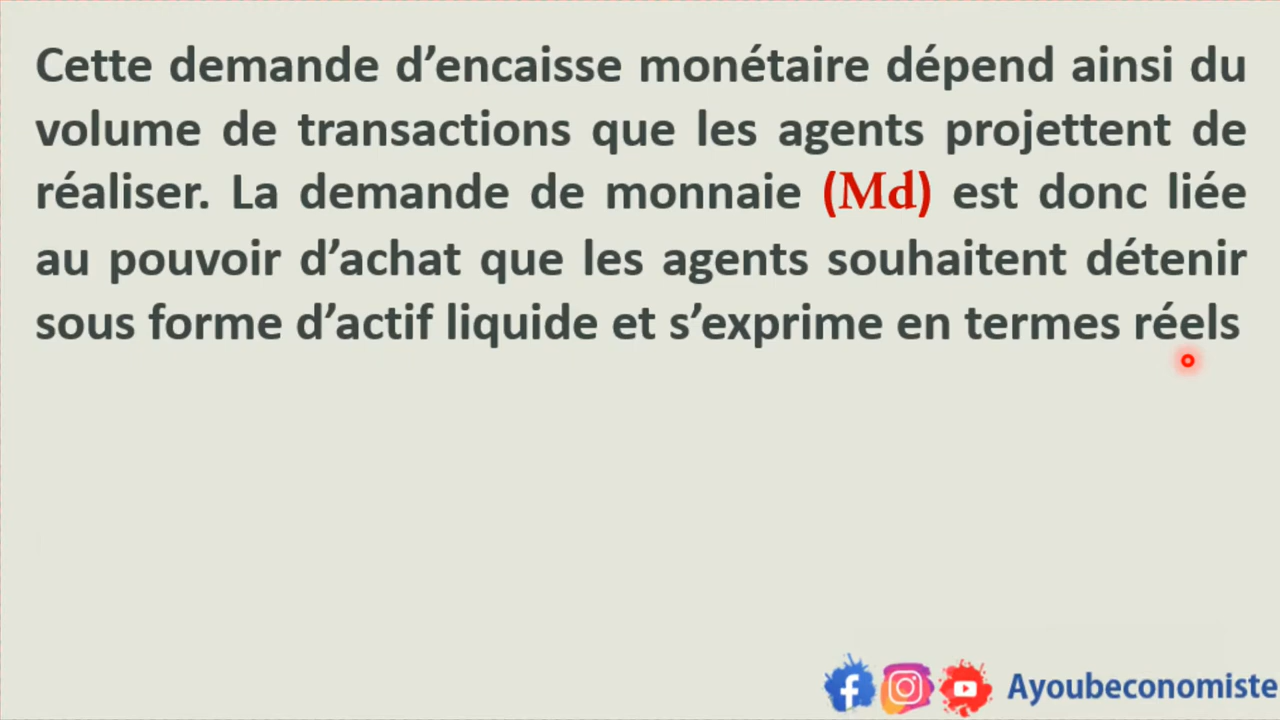 Cette demande d’encaisse monétaire dépend ainsi du
volume de transactions que les agents projettent de
réaliser. La demande de monnaie (Md) est donc liée
au pouvoir d’achat que les agents souhaitent détenir
sous forme d’actif liquide et s’exprime en termes réels
Ayoubeconomiste